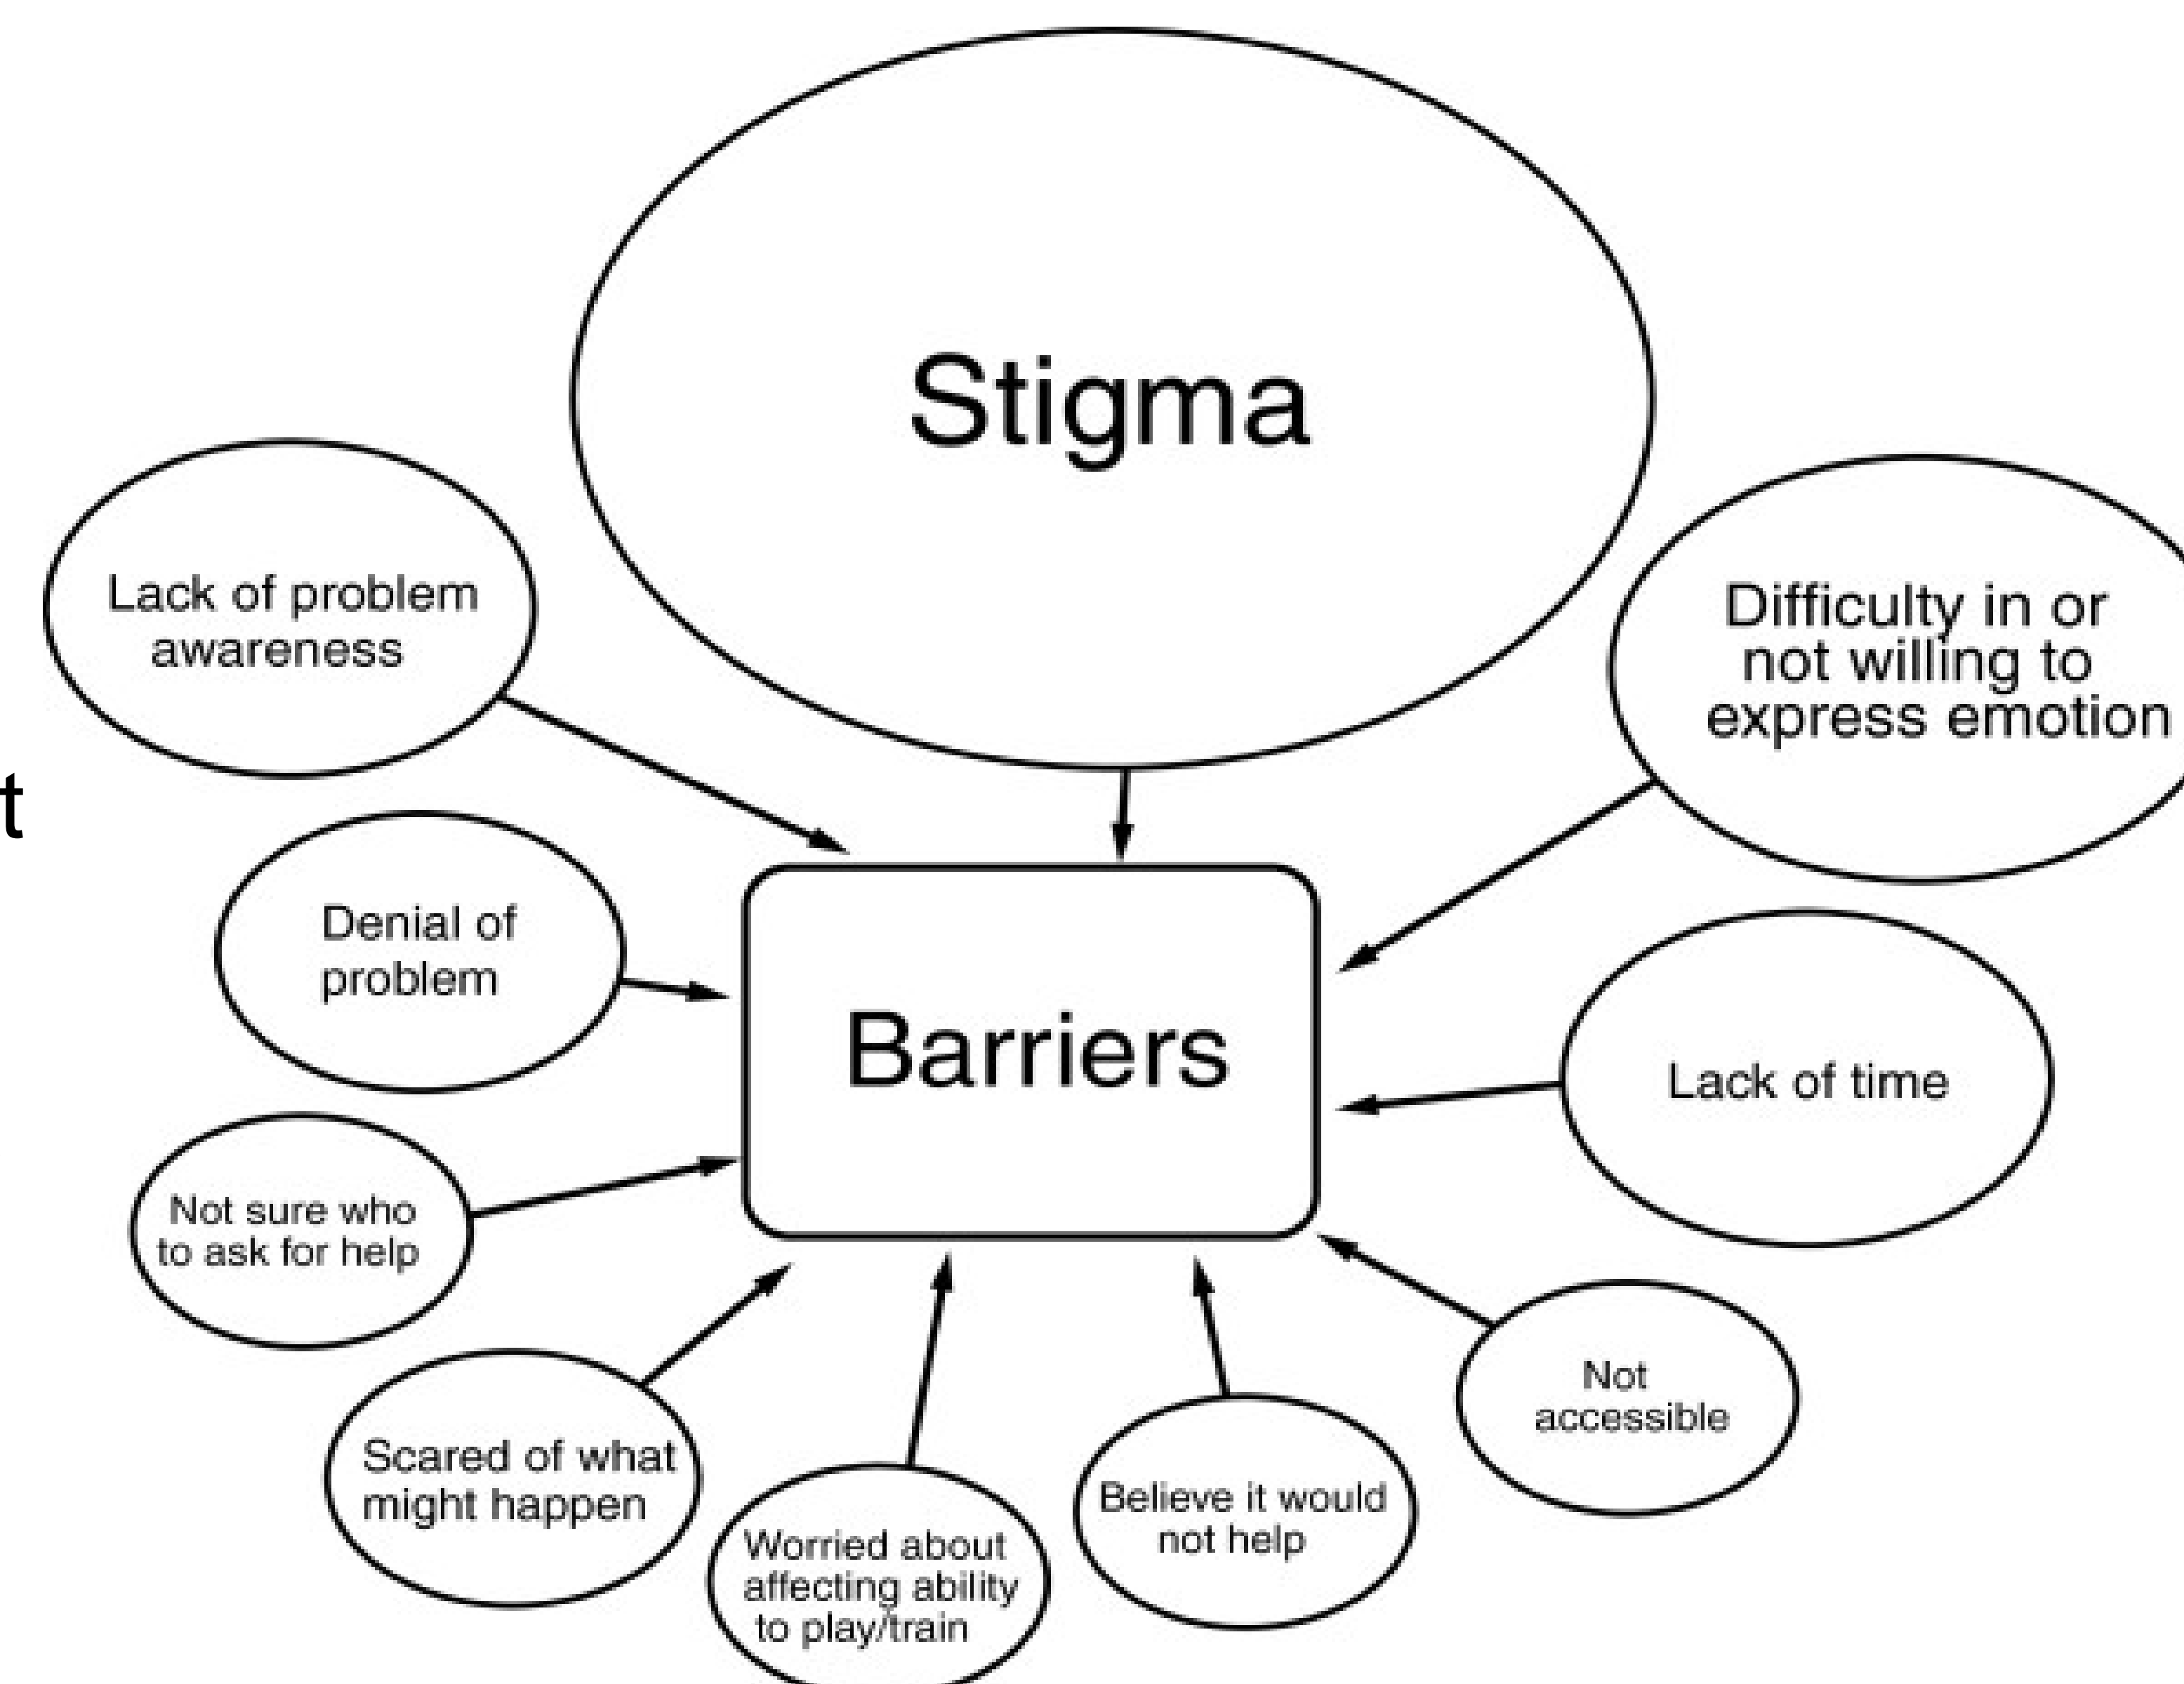 Stigma
Lack of problem
awareness
Difficulty in or
not willing to
express emotion
t
Denial of
problem
Barriers
Lack of time
Not sure who
to ask for help
Not
accessible
Scared of what
might happen
Believe it would
not help
Worried about
affecting ability
to play/train